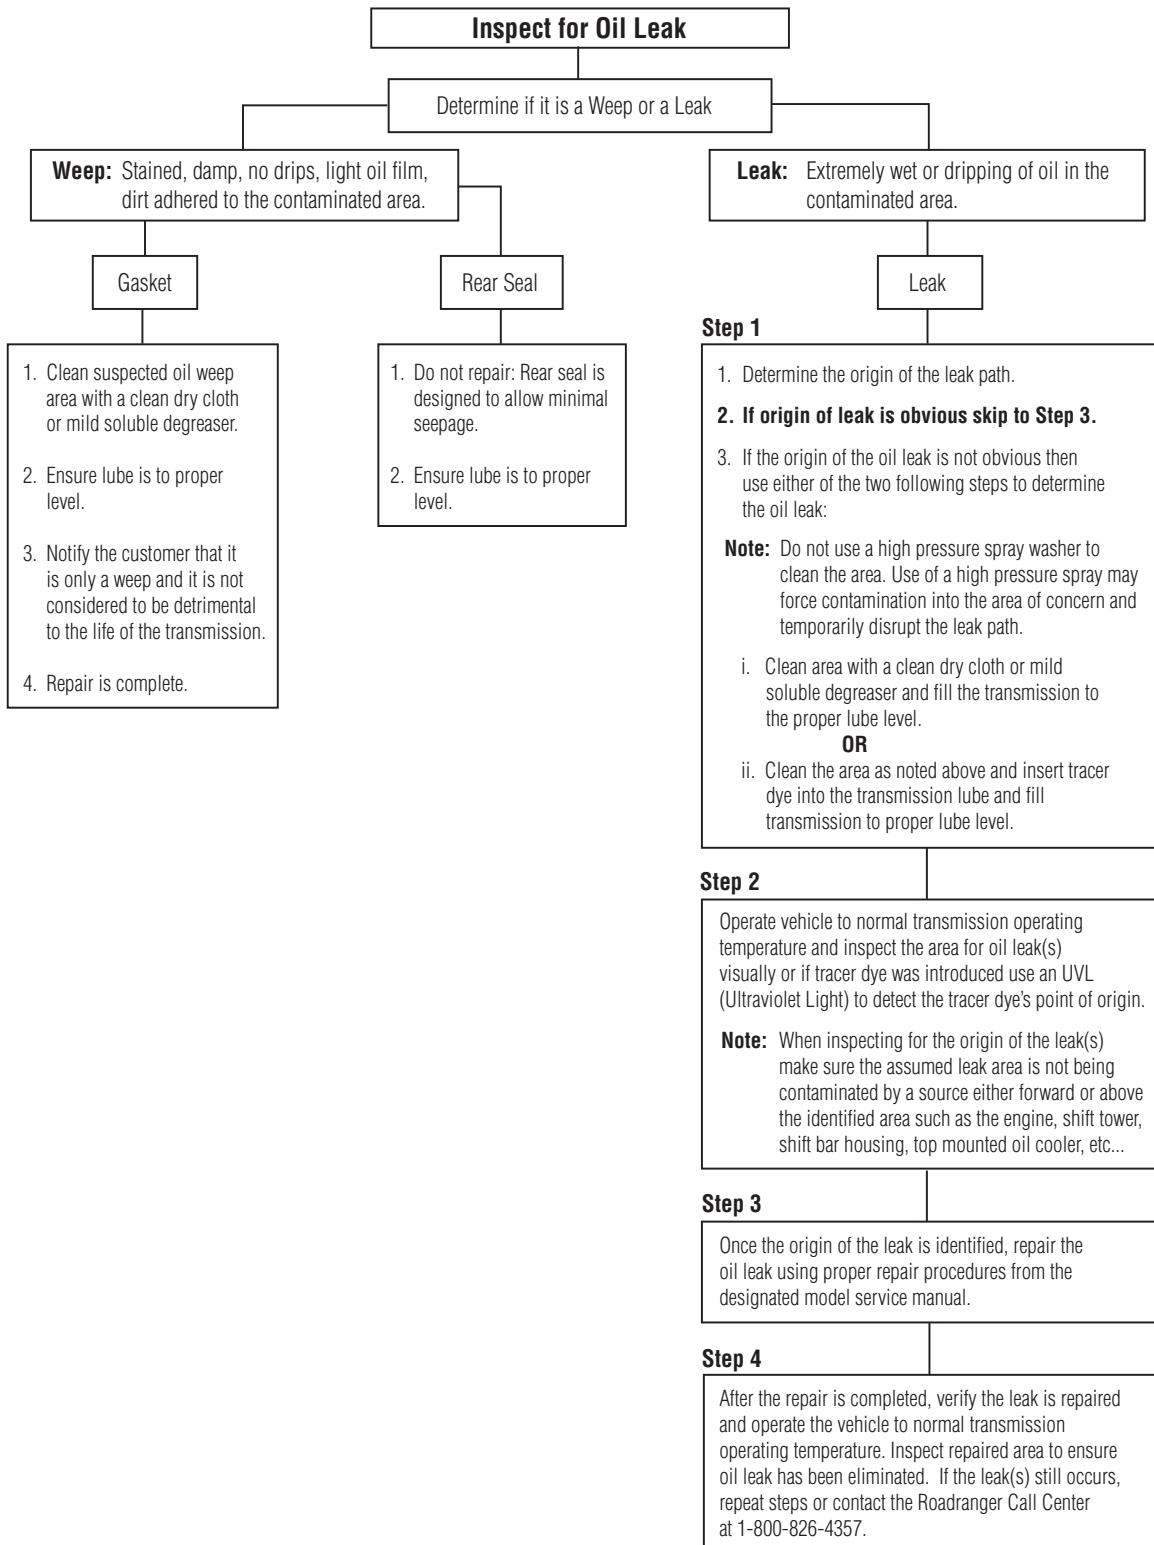 Inspect for Oil Leak
Determine if it is a Weep or a Leak
Weep: Stained, damp, no drips, light oil film,
dirt adhered to the contaminated area.
Gasket
1. Clean suspected oil weep
area with a clean dry cloth
or mild soluble degreaser.
2. Ensure lube is to proper
level.
3. Notify the customer that it
is only a weep and it is not
considered to be detrimental
to the life of the transmission.
4. Repair is complete.
Rear Seal
1. Do not repair: Rear seal is
designed to allow minimal
seepage.
2. Ensure lube is to proper
level.
Leak: Extremely wet or dripping of oil in the
contaminated area.
Leak
Step 1
1. Determine the origin of the leak path.
2. If origin of leak is obvious skip to Step 3.
3. If the origin of the oil leak is not obvious then
use either of the two following steps to determine
the oil leak:
Note: Do not use a high pressure spray washer to
clean the area. Use of a high pressure spray may
force contamination into the area of concern and
temporarily disrupt the leak path.
i. Clean area with a clean dry cloth or mild
soluble degreaser and fill the transmission to
the proper lube level.
OR
ii. Clean the area as noted above and insert tracer
dye into the transmission lube and fill
transmission to proper lube level.
Step 2
Operate vehicle to normal transmission operating
temperature and inspect the area for oil leak(s)
visually or if tracer dye was introduced use an UVL
(Ultraviolet Light) to detect the tracer dye's point of origin.
Note: When inspecting for the origin of the leak(s)
make sure the assumed leak area is not being
contaminated by a source either forward or above
the identified area such as the engine, shift tower,
shift bar housing, top mounted oil cooler, etc...
Step 3
Once the origin of the leak is identified, repair the
oil leak using proper repair procedures from the
designated model service manual.
Step 4
After the repair is completed, verify the leak is repaired
and operate the vehicle to normal transmission
operating temperature. Inspect repaired area to ensure
oil leak has been eliminated. If the leak(s) still occurs,
repeat steps or contact the Roadranger Call Center
at 1-800-826-4357.